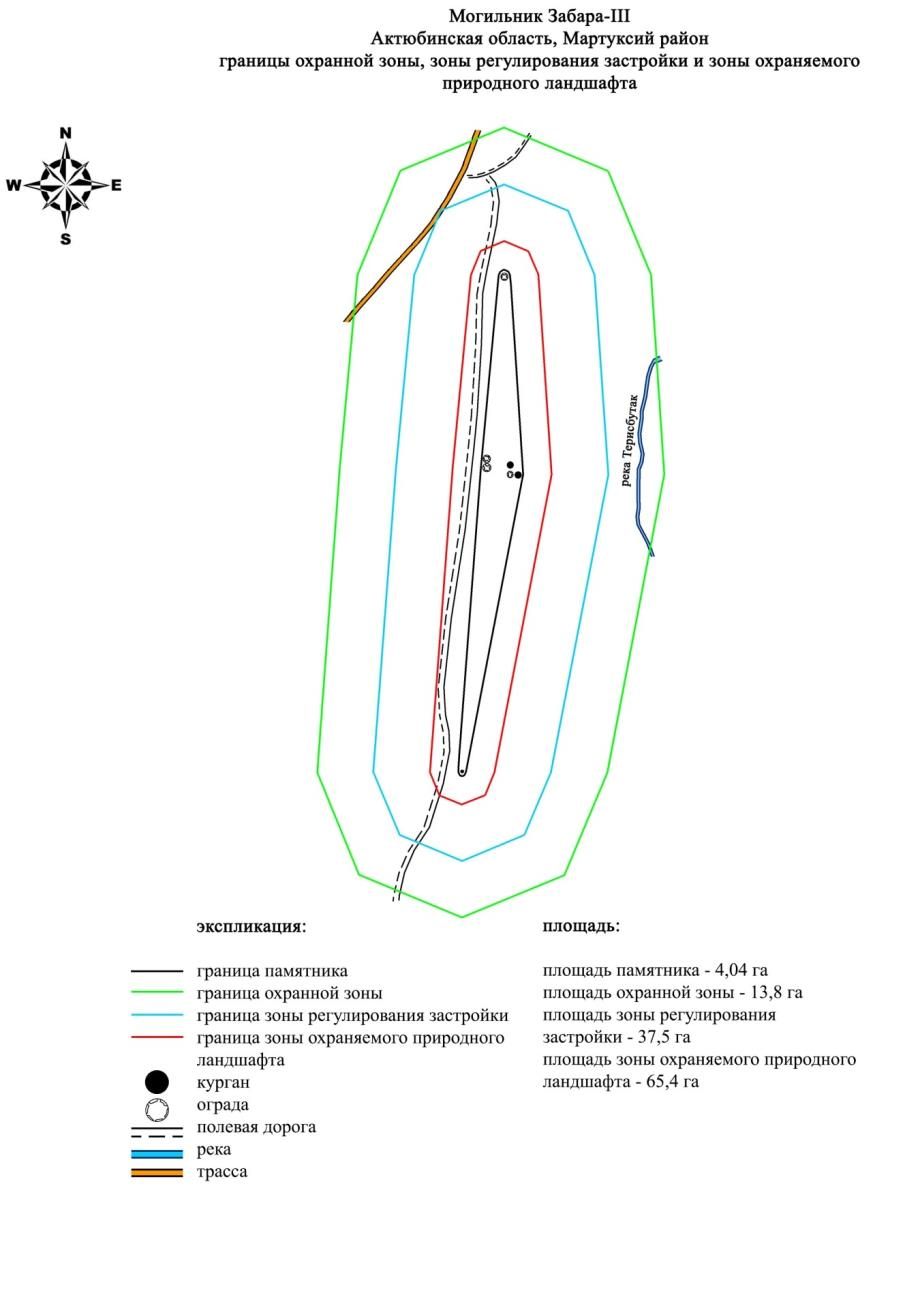 Могильник Забара-III
Актюбинская область, Мартукский район
границы охранной зоны, зоны регулирования застройки и зоны охраняемого
природного ландшафта
N
W
E
S
река Терисбутак
экспликация:
граница памятника
граница охранной зоны
граница зоны регулирования застройки
граница зоны охраняемого природного
ландшафта
курган
ограда
полевая дорога
река
трасса
площадь:
площадь памятника - 4,04 га
площадь охранной зоны - 13,8 га
площадь зоны регулирования
застройки - 37,5 га
площадь зоны охраняемого природного
ландшафта - 65,4 га